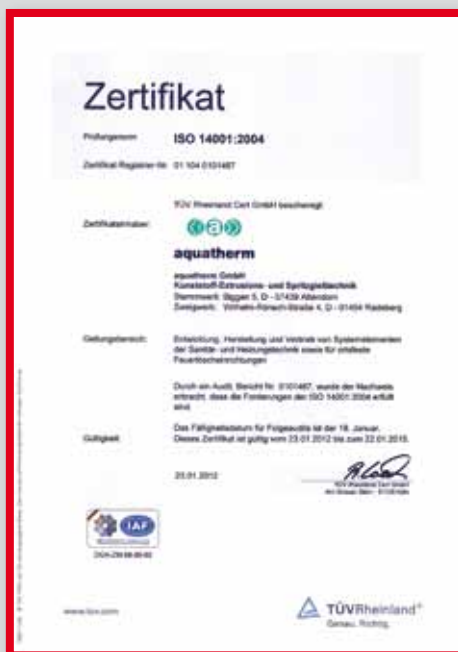 Zertifikat
Prüfungsnorm ISO 14001:2004
Zertifikat-Registrier-Nr. 01 104 0101487
TÜV Rheinland Cert GmbH bescheinigt:
Zertifikatsinhaber:
a
aquatherm
aquatherm GmbH
Kunststoff-Extrusions- und Spritzgießtechnik
Stammwerk: Biggen 5, D - 57439 Attendorn
Zweigwerk: Wilhelm-Rönsch-Straße 4, D - 01454 Radeberg
Geltungsbereich: Entwicklung, Herstellung und Vertrieb von Systemelementen
der Sanitär- und Heizungstechnik sowie für ortsfeste
Feuerlöscheinrichtungen
Durch ein Audit, Bericht Nr. 0101487, wurde der Nachweis
erbracht, dass die Forderungen der ISO 14001:2004 erfüllt
sind.
Das Fälligkeitsdatum für Folgeaudits ist der 18. Januar.
Gültigkeit: Dieses Zertifikat ist gültig vom 23.01.2012 bis zum 22.01.2015.
23.01.2012
TÜV Rheinland Cert GmbH
IAF
www.tuv.com
TÜVRheinland®
Genau. Richtig.